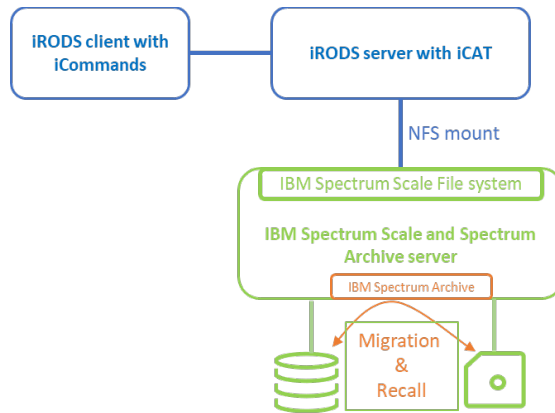 iRODS client with
iCommands
iRODS server with iCAT
NFS mount
IBM Spectrum Scale File system
IBM Spectrum Scale and Spectrum
Archive server
IBM Spectrum Archive
Migration
&
Recall